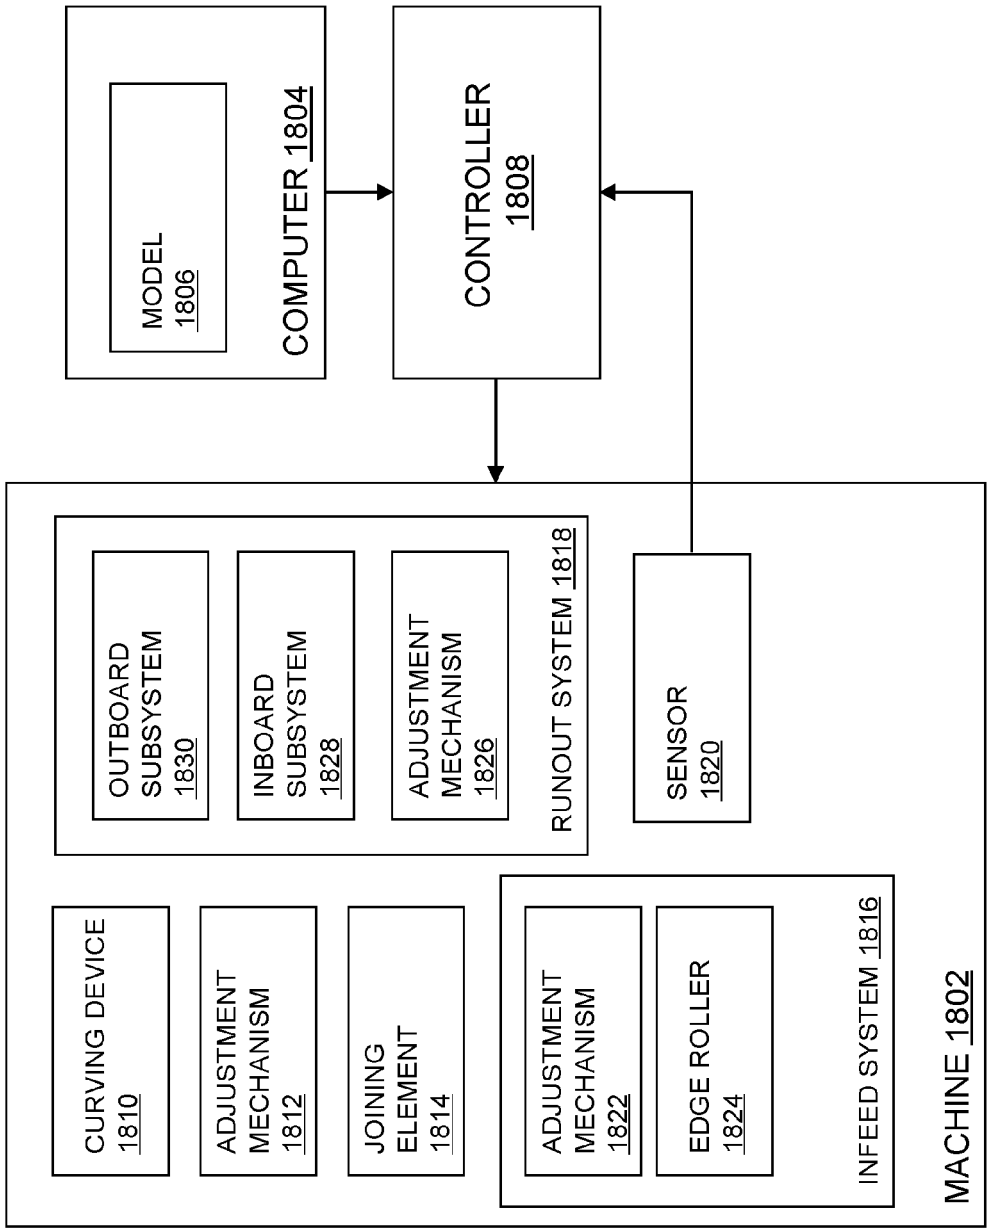 CURVING DEVICE
1810
ADJUSTMENT
MECHANISM
1812
JOINING
ELEMENT
1814
ADJUSTMENT
MECHANISM
1822
EDGE ROLLER
1824
INFEED SYSTEM 1816
OUTBOARD
SUBSYSTEM
1830
INBOARD
SUBSYSTEM
1828
ADJUSTMENT
MECHANISM
1826
RUNOUT SYSTEM 1818
SENSOR
1820
MACHINE 1802
MODEL
1806
COMPUTER 1804
CONTROLLER
1808